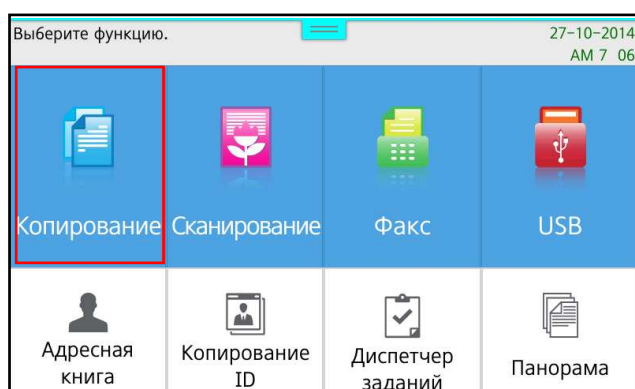 Выберите функцию.
27-10-2014
AM 7 06
Копирование Сканирование Факс USB
Адресная книга
Копирование ID
Диспетчер заданий
Панорама